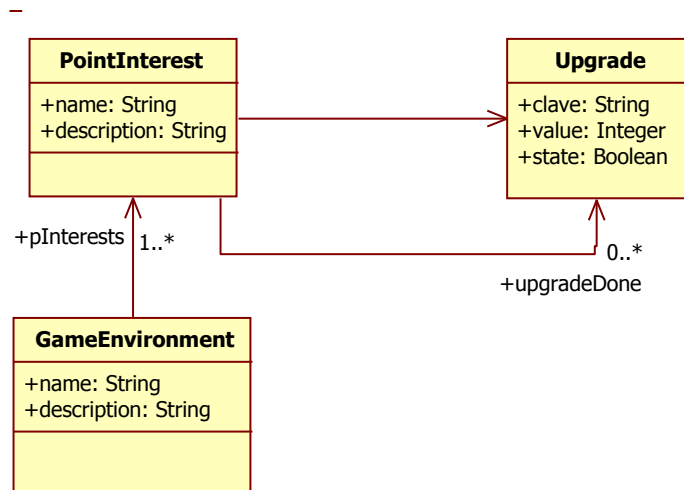 PointInterest
+name: String
+description: String
Upgrade
+clave: String
+value: Integer
+state: Boolean
+pInterests
1..*
0..*
+upgradeDone
GameEnvironment
+name: String
+description: String